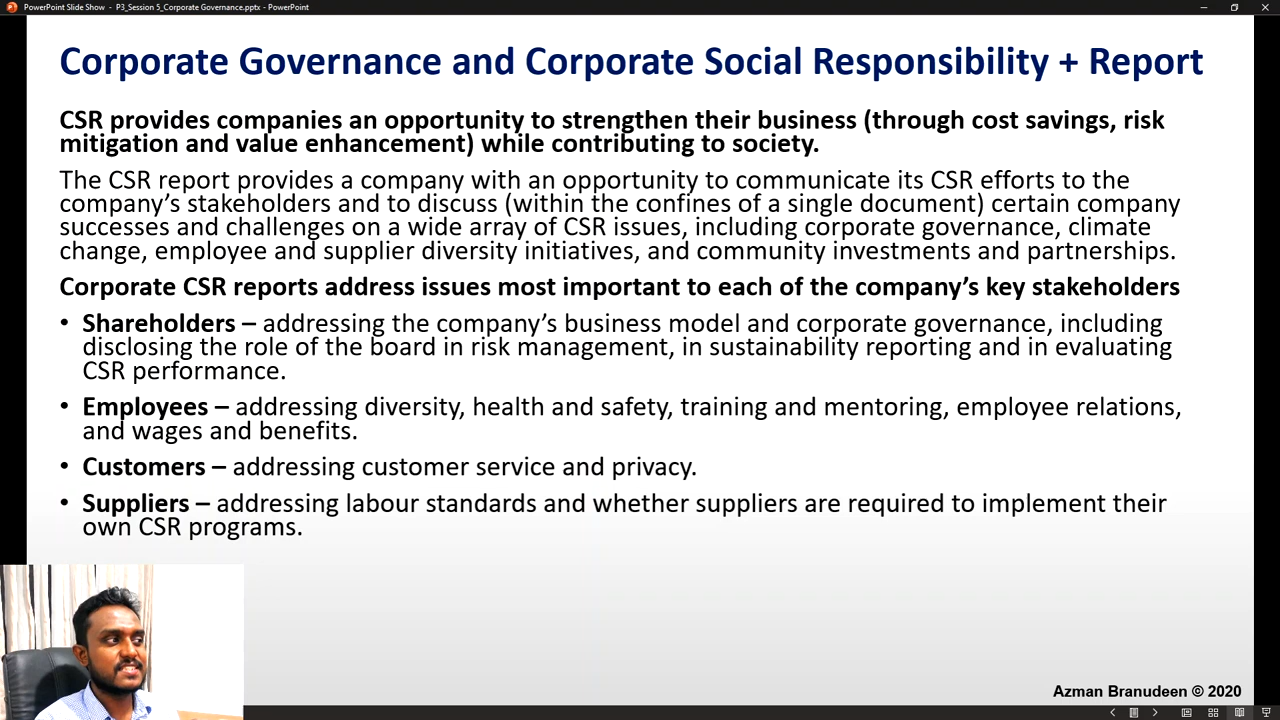 PowerPoint Slide Show - P3_Session 5_Corporate Governance.pptx - PowerPoint
Corporate Governance and Corporate Social Responsibility + Report
CSR provides companies an opportunity to strengthen their business (through cost savings, risk
mitigation and value enhancement) while contributing to society.
The CSR report provides a company with an opportunity to communicate its CSR efforts to the
company’s stakeholders and to discuss (within the confines of a single document) certain company
successes and challenges on a wide array of CSR issues, including corporate governance, climate
change, employee and supplier diversity initiatives, and community investments and partnerships.
Corporate CSR reports address issues most important to each of the company’s key stakeholders
• Shareholders – addressing the company’s business model and corporate governance, including
disclosing the role of the board in risk management, in sustainability reporting and in evaluating
CSR performance.
• Employees – addressing diversity, health and safety, training and mentoring, employee relations,
and wages and benefits.
• Customers – addressing customer service and privacy.
• Suppliers – addressing labour standards and whether suppliers are required to implement their
own CSR programs.
Azman Branudeen © 2020